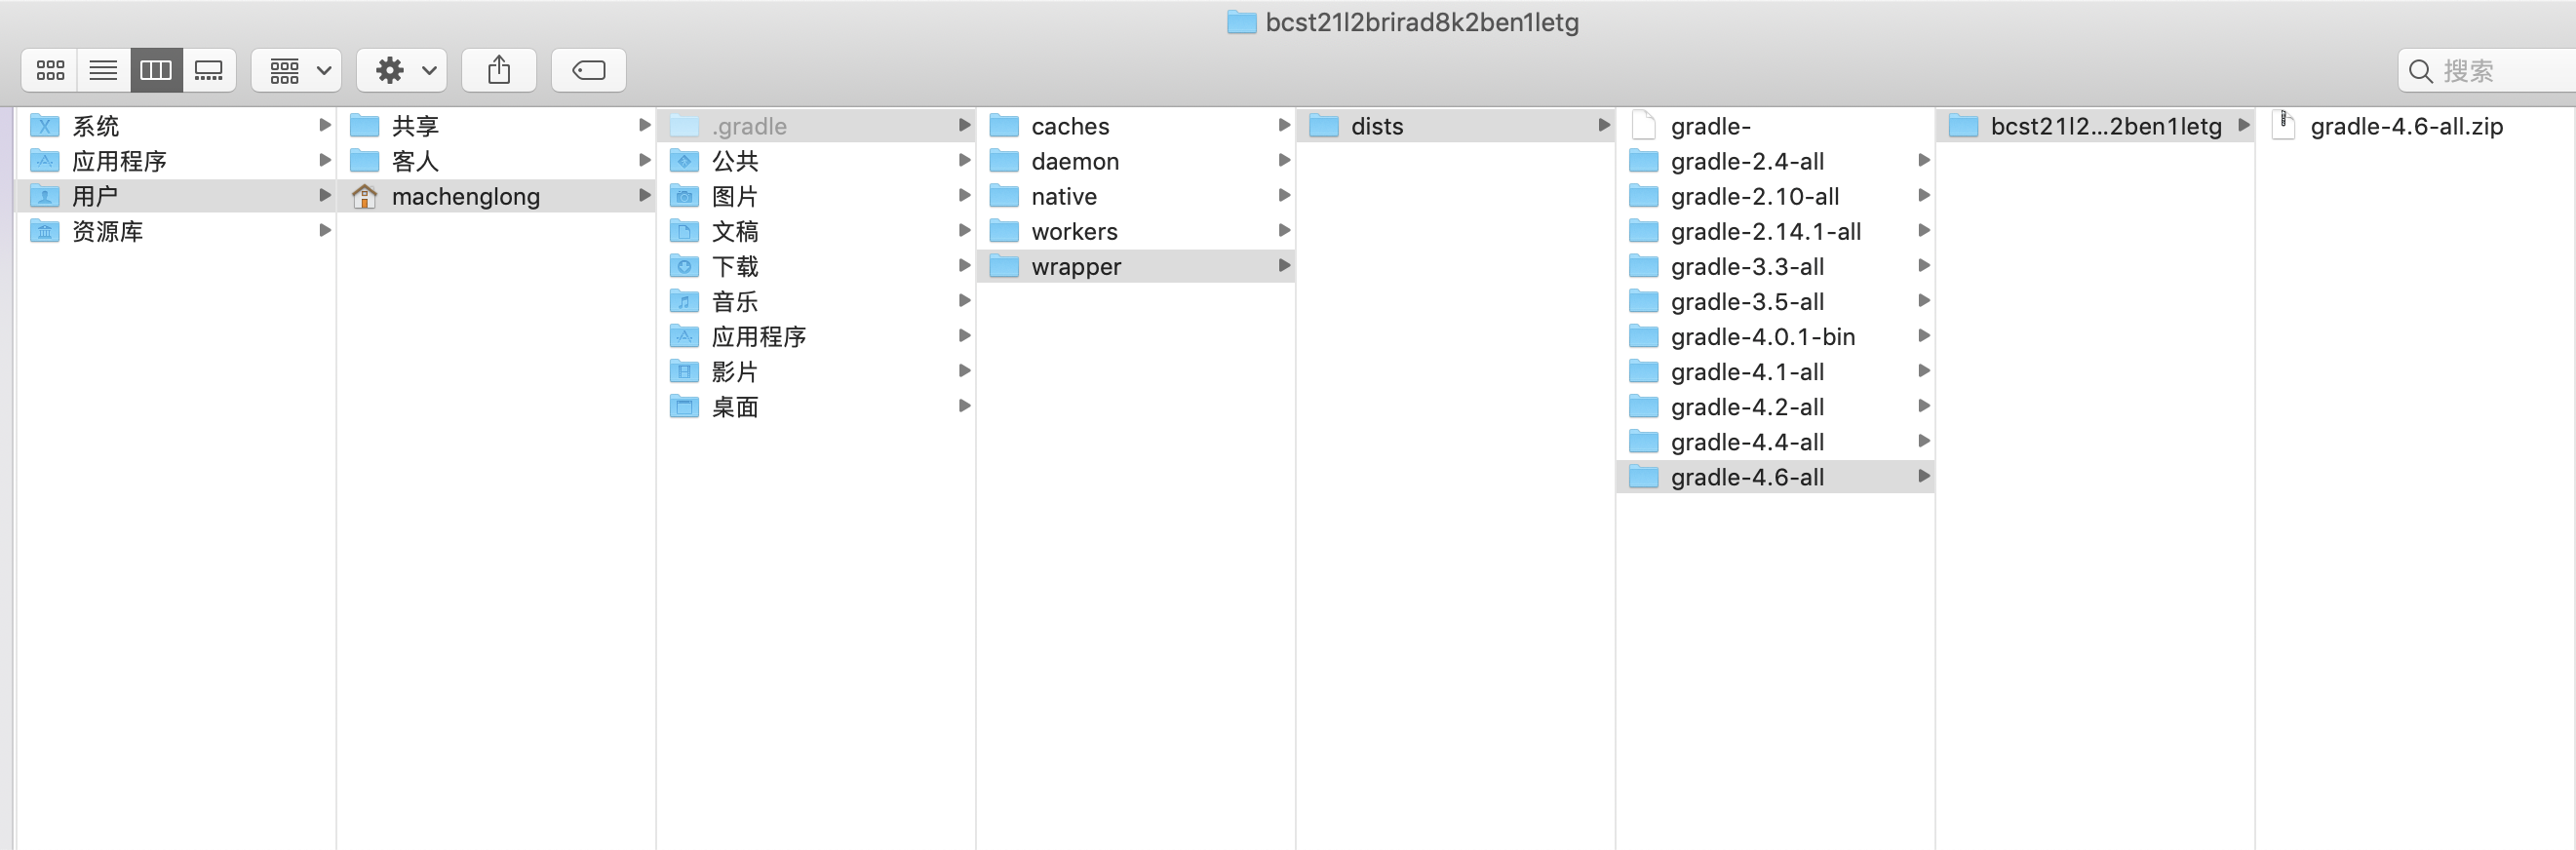 bcst21l2brirad8k2ben1letg
搜索
系统
应用程序
用户
资源库
共享
客人
machenglong
.gradle
公共
图片
文稿
下载
音乐
应用程序
影片
桌面
caches
daemon
native
workers
wrapper
dists
gradle-
gradle-2.4-all
gradle-2.10-all
gradle-2.14.1-all
gradle-3.3-all
gradle-3.5-all
gradle-4.0.1-bin
gradle-4.1-all
gradle-4.2-all
gradle-4.4-all
gradle-4.6-all
bcst21l2...2ben1letg
gradle-4.6-all.zip